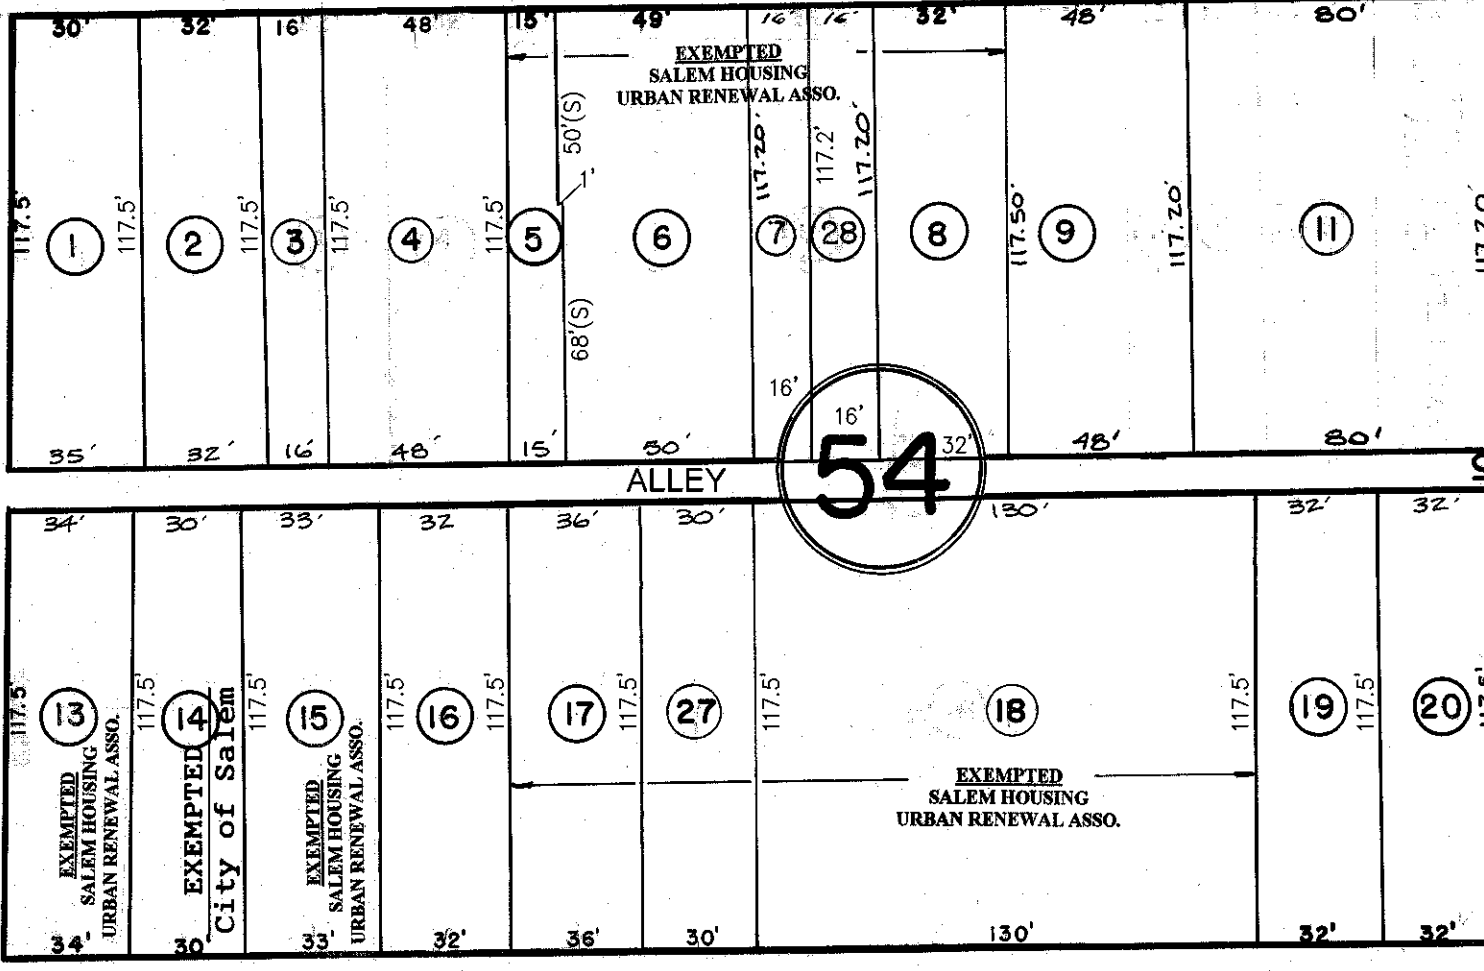 30' 32' 16' 48' 15' 49' 16' 16' 32' 48' 80'
EXEMPTED
SALEM HOUSING
URBAN RENEWAL ASSO.
50'(S)
1'
117.20' 117.2' 117.20'
117.5' 117.5' 117.5' 117.5' 117.5' 117.50' 117.20' 117.20'
1 2 3 4 5 6 7 28 8 9 11
68'(S)
16'
16'
32'
35' 32' 16' 48' 15' 50' 48' 80'
ALLEY
54
34' 30' 33' 32 36' 30' 130' 32' 32'
117.5' 117.5' 117.5' 117.5' 117.5' 117.5' 117.5' 117.5' 117.5' 117.5'
13 14 15 16 17 27 18 19 20
EXEMPTED
SALEM HOUSING
URBAN RENEWAL ASSO.
EXEMPTED
City of Salem
EXEMPTED
SALEM HOUSING
URBAN RENEWAL ASSO.
EXEMPTED
SALEM HOUSING
URBAN RENEWAL ASSO.
34' 30' 33' 32' 36' 30' 130' 32' 32'